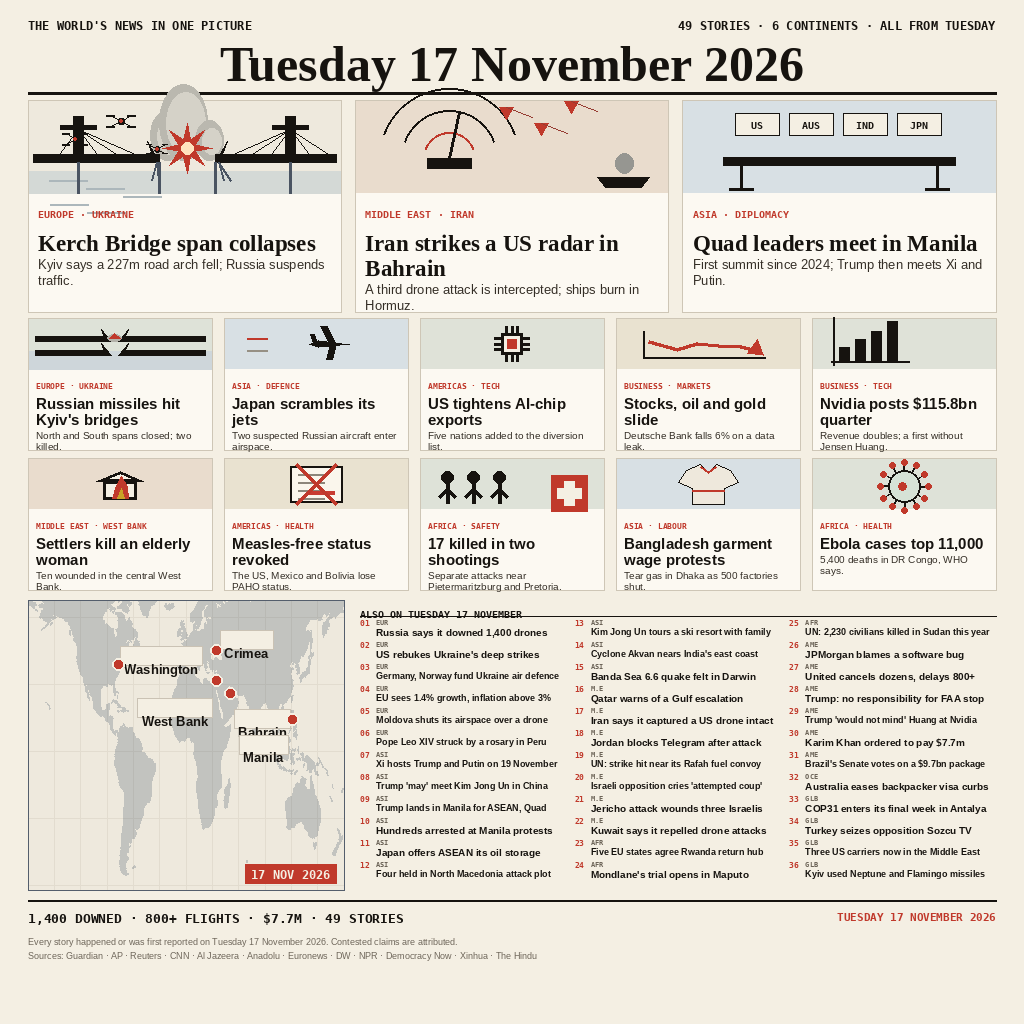 THE WORLD'S NEWS IN ONE PICTURE
49 STORIES · 6 CONTINENTS · ALL FROM TUESDAY
Tuesday 17 November 2026
EUROPE · UKRAINE
Kerch Bridge span collapses
Kyiv says a 227m road arch fell; Russia suspends
traffic.
MIDDLE EAST · IRAN
Iran strikes a US radar in
Bahrain
A third drone attack is intercepted; ships burn in
Hormuz.
US
AUS
IND
JPN
ASIA · DIPLOMACY
Quad leaders meet in Manila
First summit since 2024; Trump then meets Xi and
Putin.
EUROPE · UKRAINE
Russian missiles hit
Kyiv's bridges
North and South spans closed; two
killed.
ASIA · DEFENCE
Japan scrambles its
jets
Two suspected Russian aircraft enter
airspace.
AMERICAS · TECH
US tightens AI-chip
exports
Five nations added to the diversion
list.
BUSINESS · MARKETS
Stocks, oil and gold
slide
Deutsche Bank falls 6% on a data
leak.
BUSINESS · TECH
Nvidia posts $115.8bn
quarter
Revenue doubles; a first without
Jensen Huang.
MIDDLE EAST · WEST BANK
Settlers kill an elderly
woman
Ten wounded in the central West
Bank.
AMERICAS · HEALTH
Measles-free status
revoked
The US, Mexico and Bolivia lose
PAHO status.
AFRICA · SAFETY
17 killed in two
shootings
Separate attacks near
Pietermaritzburg and Pretoria.
ASIA · LABOUR
Bangladesh garment
wage protests
Tear gas in Dhaka as 500 factories
shut.
AFRICA · HEALTH
Ebola cases top 11,000
5,400 deaths in DR Congo, WHO
says.
Crimea
Washington
West Bank
Bahrain
Manila
17 NOV 2026
ALSO ON TUESDAY 17 NOVEMBER
01 EUR
Russia says it downed 1,400 drones
02 EUR
US rebukes Ukraine's deep strikes
03 EUR
Germany, Norway fund Ukraine air defence
04 EUR
EU sees 1.4% growth, inflation above 3%
05 EUR
Moldova shuts its airspace over a drone
06 EUR
Pope Leo XIV struck by a rosary in Peru
07 ASI
Xi hosts Trump and Putin on 19 November
08 ASI
Trump 'may' meet Kim Jong Un in China
09 ASI
Trump lands in Manila for ASEAN, Quad
10 ASI
Hundreds arrested at Manila protests
11 ASI
Japan offers ASEAN its oil storage
12 ASI
Four held in North Macedonia attack plot
13 ASI
Kim Jong Un tours a ski resort with family
14 ASI
Cyclone Akvan nears India's east coast
15 ASI
Banda Sea 6.6 quake felt in Darwin
16 M.E
Qatar warns of a Gulf escalation
17 M.E
Iran says it captured a US drone intact
18 M.E
Jordan blocks Telegram after attack
19 M.E
UN: strike hit near its Rafah fuel convoy
20 M.E
Israeli opposition cries 'attempted coup'
21 M.E
Jericho attack wounds three Israelis
22 M.E
Kuwait says it repelled drone attacks
23 AFR
Five EU states agree Rwanda return hub
24 AFR
Mondlane's trial opens in Maputo
25 AFR
UN: 2,230 civilians killed in Sudan this year
26 AME
JPMorgan blames a software bug
27 AME
United cancels dozens, delays 800+
28 AME
Trump: no responsibility for FAA stop
29 AME
Trump 'would not mind' Huang at Nvidia
30 AME
Karim Khan ordered to pay $7.7m
31 AME
Brazil's Senate votes on a $9.7bn package
32 OCE
Australia eases backpacker visa curbs
33 GLB
COP31 enters its final week in Antalya
34 GLB
Turkey seizes opposition Sozcu TV
35 GLB
Three US carriers now in the Middle East
36 GLB
Kyiv used Neptune and Flamingo missiles
1,400 DOWNED · 800+ FLIGHTS · $7.7M · 49 STORIES
TUESDAY 17 NOVEMBER 2026
Every story happened or was first reported on Tuesday 17 November 2026. Contested claims are attributed.
Sources: Guardian · AP · Reuters · CNN · Al Jazeera · Anadolu · Euronews · DW · NPR · Democracy Now · Xinhua · The Hindu